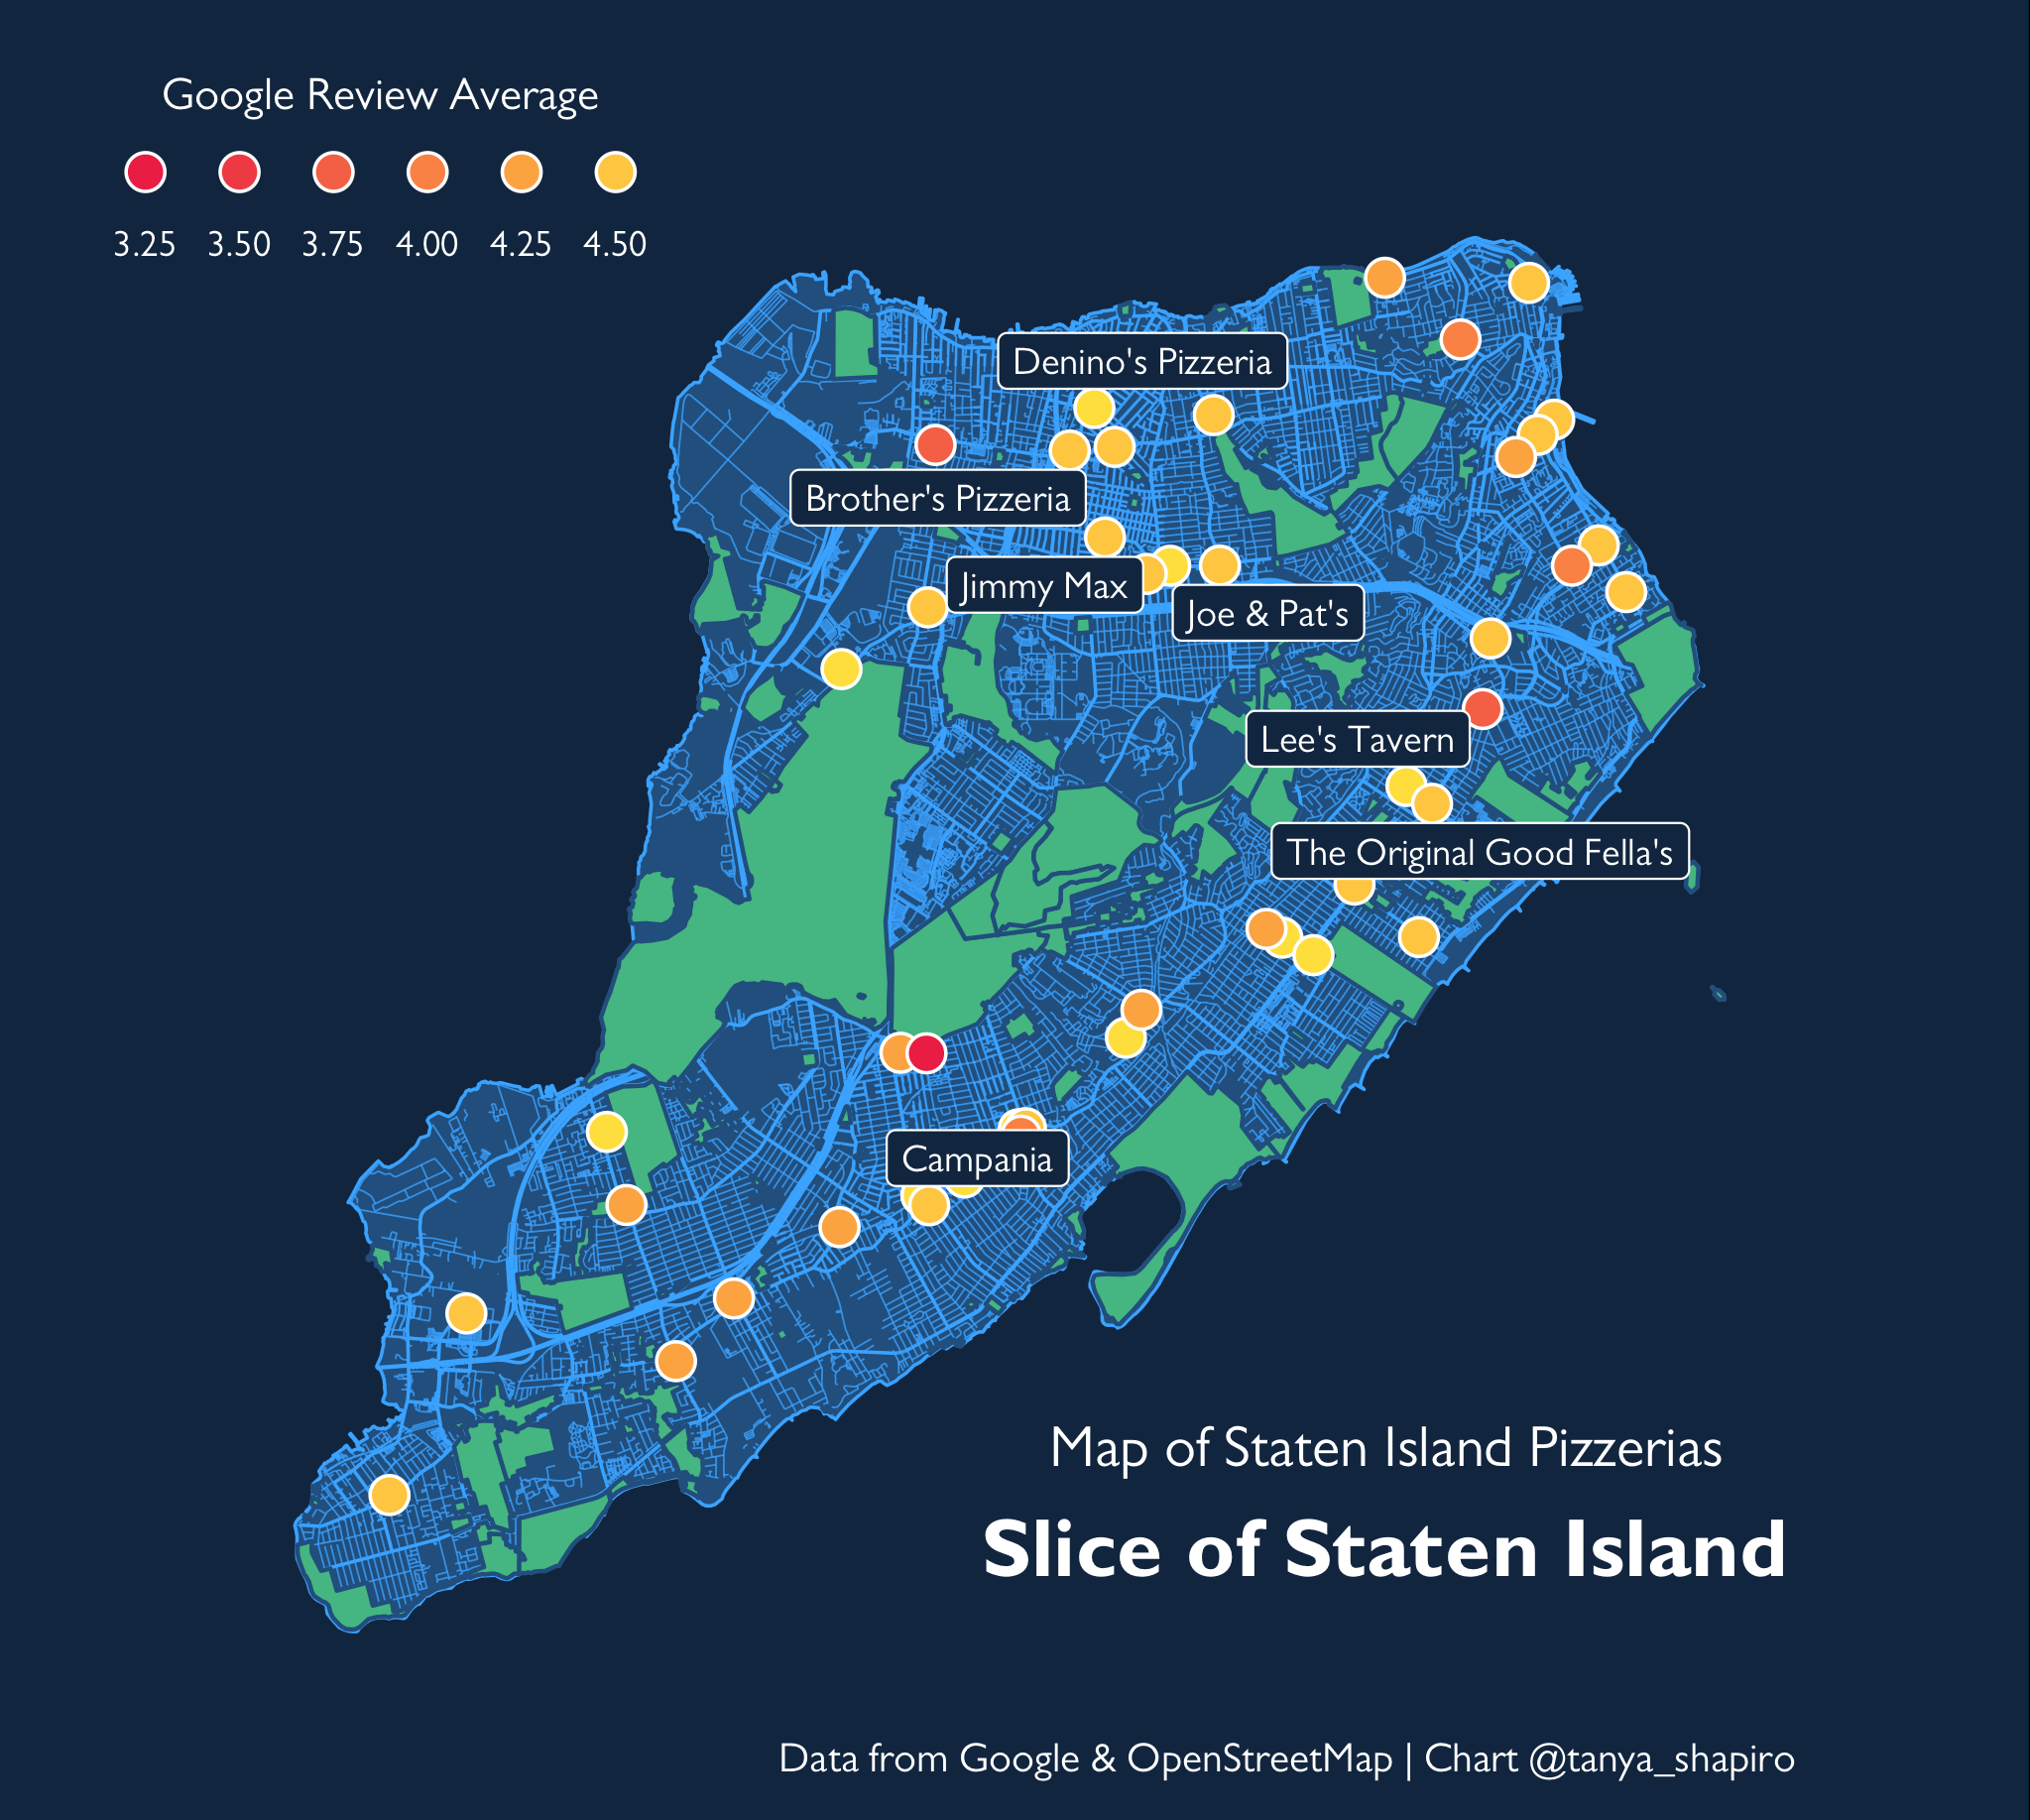 Google Review Average
3.25 3.50 3.75 4.00 4.25 4.50
Denino's Pizzeria
Brother's Pizzeria
Jimmy Max
Joe & Pat's
Lee's Tavern
The Original Good Fella's
Campania
Map of Staten Island Pizzerias
Slice of Staten Island
Data from Google & OpenStreetMap | Chart @tanya_shapiro